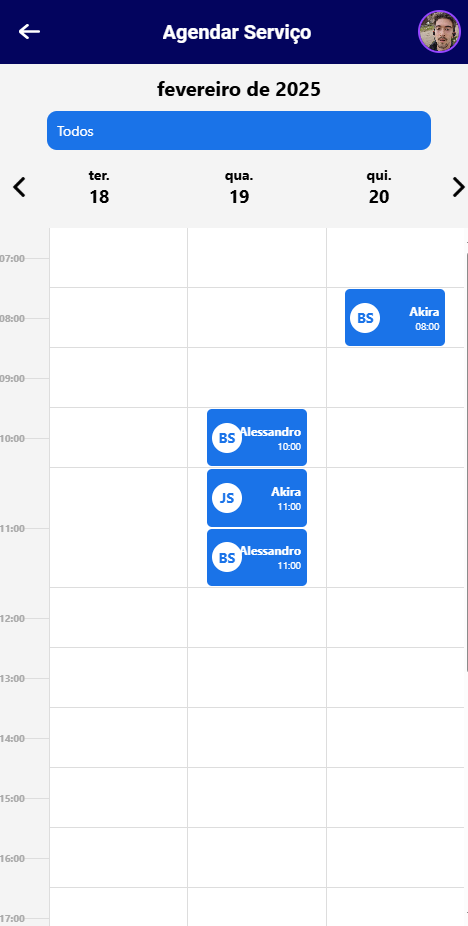 Agendar Serviço
fevereiro de 2025
Todos
ter.
18
qua.
19
qui.
20
07:00
08:00
BS
Akira
08:00
09:00
10:00
BS
Alessandro
10:00
JS
Akira
11:00
11:00
BS
Alessandro
11:00
12:00
13:00
14:00
15:00
16:00
17:00